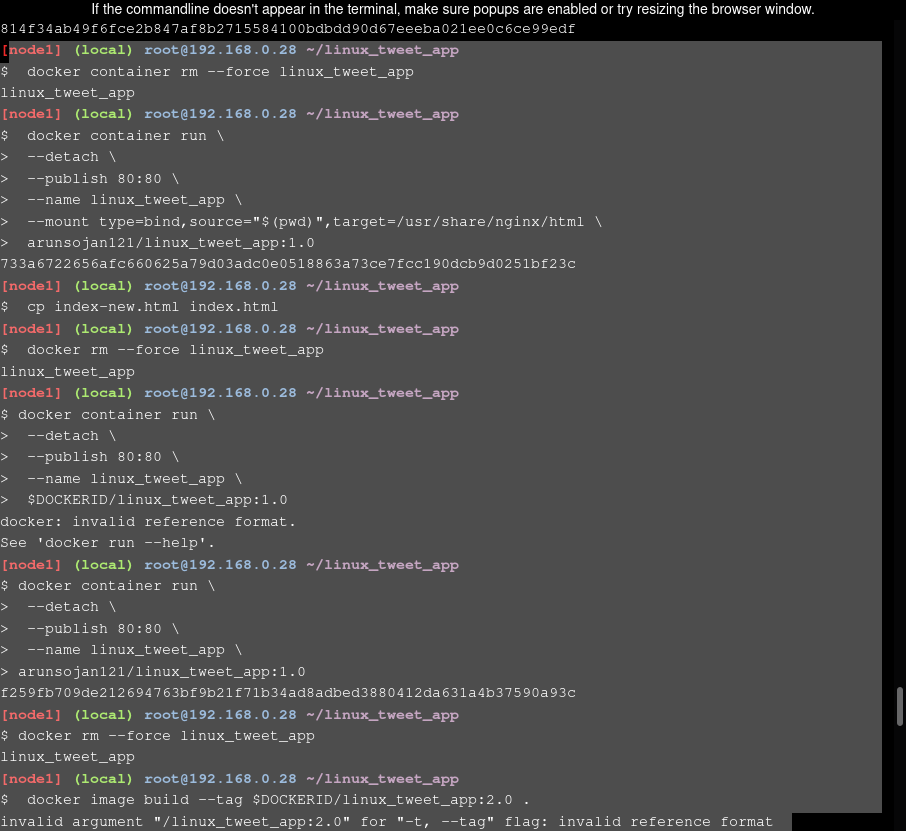 If the commandline doesn't appear in the terminal, make sure popups are enabled or try resizing the browser window.
814f34ab49f6fce2b847af8b2715584100bdbdd90d67eeeba021ee0c6ce99edf
[node1] (local) root@192.168.0.28 ~/linux_tweet_app
$  docker container rm --force linux_tweet_app
linux_tweet_app
[node1] (local) root@192.168.0.28 ~/linux_tweet_app
$  docker container run \
>  --detach \
>  --publish 80:80 \
>  --name linux_tweet_app \
>  --mount type=bind,source="$(pwd)",target=/usr/share/nginx/html \
>  arunsojan121/linux_tweet_app:1.0
733a6722656afc660625a79d03adc0e0518863a73ce7fcc190dcb9d0251bf23c
[node1] (local) root@192.168.0.28 ~/linux_tweet_app
$  cp index-new.html index.html
[node1] (local) root@192.168.0.28 ~/linux_tweet_app
$  docker rm --force linux_tweet_app
linux_tweet_app
[node1] (local) root@192.168.0.28 ~/linux_tweet_app
$ docker container run \
>  --detach \
>  --publish 80:80 \
>  --name linux_tweet_app \
>  $DOCKERID/linux_tweet_app:1.0
docker: invalid reference format.
See 'docker run --help'.
[node1] (local) root@192.168.0.28 ~/linux_tweet_app
$ docker container run \
>  --detach \
>  --publish 80:80 \
>  --name linux_tweet_app \
> arunsojan121/linux_tweet_app:1.0
f259fb709de212694763bf9b21f71b34ad8adbed3880412da631a4b37590a93c
[node1] (local) root@192.168.0.28 ~/linux_tweet_app
$ docker rm --force linux_tweet_app
linux_tweet_app
[node1] (local) root@192.168.0.28 ~/linux_tweet_app
$  docker image build --tag $DOCKERID/linux_tweet_app:2.0 .
invalid argument "/linux_tweet_app:2.0" for "-t, --tag" flag: invalid reference format